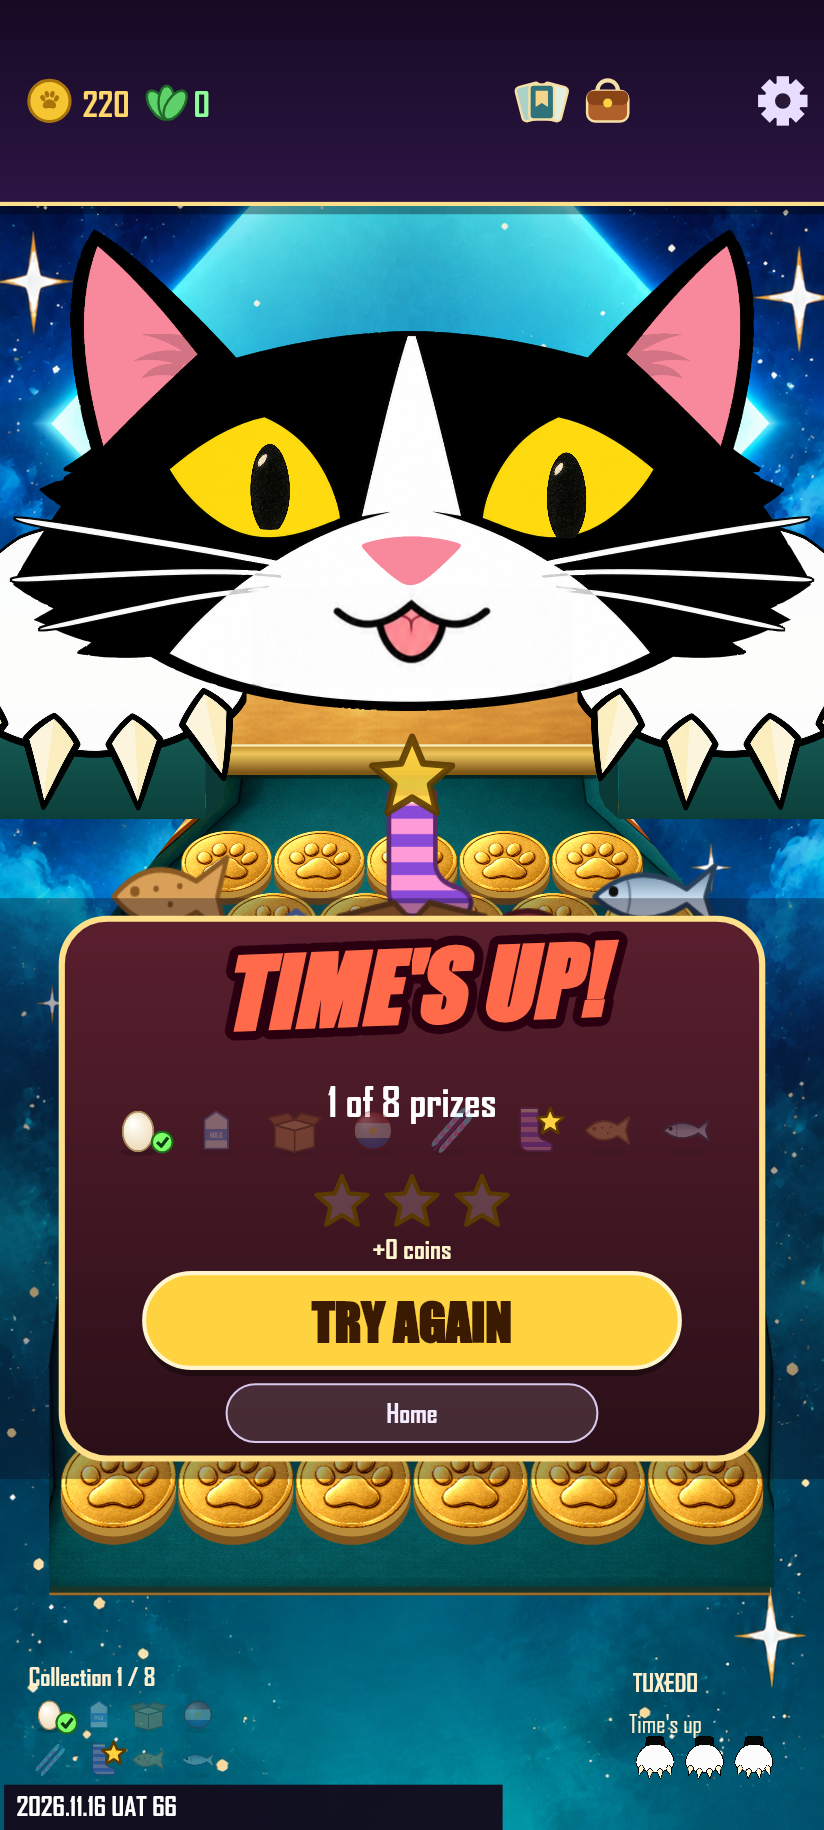 220
0
TIME'S UP!
1 of 8 prizes
MILK
+0 coins
TRY AGAIN
Home
Collection 1 / 8
TUXEDO
Time's up
2026.11.16 UAT 66